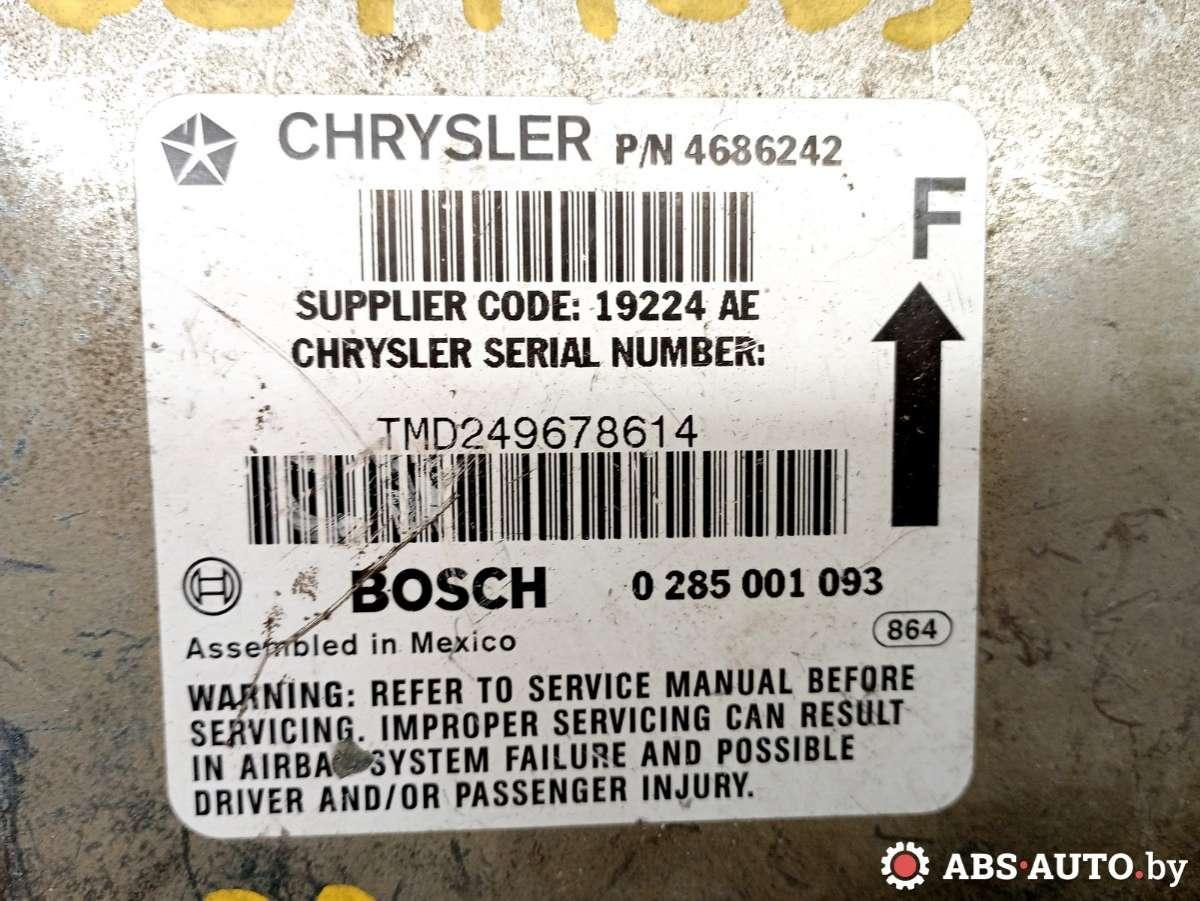 CHRYSLER P/N 4686242
F
SUPPLIER CODE: 19224 AE
CHRYSLER SERIAL NUMBER:
TMD249678614
BOSCH 0 285 001 093
Assembled in Mexico
864
WARNING: REFER TO SERVICE MANUAL BEFORE
SERVICING. IMPROPER SERVICING CAN RESULT
IN AIRBAG SYSTEM FAILURE AND POSSIBLE
DRIVER AND/OR PASSENGER INJURY.
ABS·AUTO.by